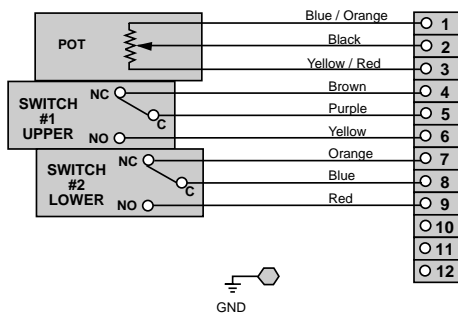 POT
Blue / Orange
1
Black
2
Yellow / Red
3
SWITCH
#1
UPPER
NC
C
NO
Brown
4
Purple
5
Yellow
6
SWITCH
#2
LOWER
NC
C
NO
Orange
7
Blue
8
Red
9
10
11
12
GND